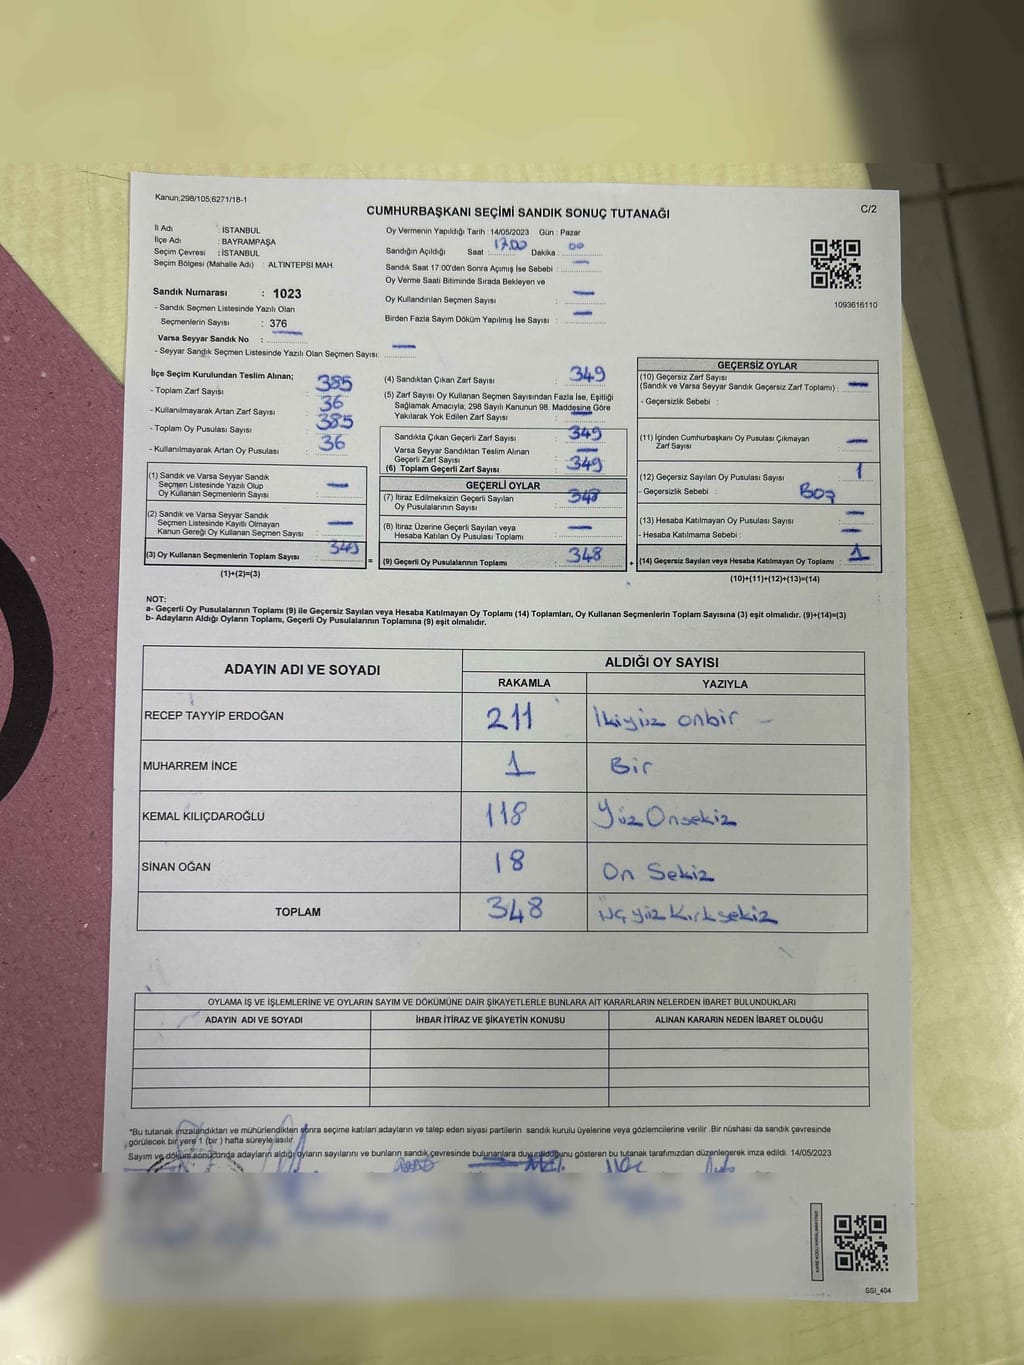 Kanun;298/105;6271/18-1
CUMHURBAŞKANI SEÇİMİ SANDIK SONUÇ TUTANAĞI
C/2
İl Adı : İSTANBUL
İlçe Adı : BAYRAMPAŞA
Seçim Çevresi : İSTANBUL
Seçim Bölgesi (Mahalle Adı) : ALTINTEPSİ MAH
Sandık Numarası : 1023
- Sandık Seçmen Listesinde Yazılı Olan
Seçmenlerin Sayısı : 376
Varsa Seyyar Sandık No : —
- Seyyar Sandık Seçmen Listesinde Yazılı Olan Seçmen Sayısı: —
Oy Vermenin Yapıldığı Tarih : 14/05/2023 Gün : Pazar
Sandığın Açıldığı Saat : 17.00 Dakika : 00
Sandık Saat 17:00'den Sonra Açımış İse Sebebi : —
Oy Verme Saati Bitiminde Sırada Bekleyen ve
Oy Kullandırılan Seçmen Sayısı : —
Birden Fazla Sayım Döküm Yapılmış İse Sayısı : —
1093616110
İlçe Seçim Kurulundan Teslim Alınan;
- Toplam Zarf Sayısı : 385
- Kullanılmayarak Artan Zarf Sayısı : 36
- Toplam Oy Pusulası Sayısı : 385
- Kullanılmayarak Artan Oy Pusulası : 36
(1) Sandık ve Varsa Seyyar Sandık
Seçmen Listesinde Yazılı Olup
Oy Kullanan Seçmenlerin Sayısı : —
(2) Sandık ve Varsa Seyyar Sandık
Seçmen Listesinde Kayıtlı Olmayan
Kanun Gereği Oy Kullanan Seçmen Sayısı : —
(3) Oy Kullanan Seçmenlerin Toplam Sayısı : 349
(1)+(2)=(3)
=
(4) Sandıktan Çıkan Zarf Sayısı : 349
(5) Zarf Sayısı Oy Kullanan Seçmen Sayısından Fazla İse, Eşitliği
Sağlamak Amacıyla, 298 Sayılı Kanunun 98. Maddesine Göre
Yakılarak Yok Edilen Zarf Sayısı : —
Sandıkta Çıkan Geçerli Zarf Sayısı : 349
Varsa Seyyar Sandıktan Teslim Alınan
Geçerli Zarf Sayısı : —
(6) Toplam Geçerli Zarf Sayısı : 349
GEÇERLİ OYLAR
(7) İtiraz Edilmeksizin Geçerli Sayılan
Oy Pusulalarının Sayısı : 348
(8) İtiraz Üzerine Geçerli Sayılan veya
Hesaba Katılan Oy Pusulası Toplamı : —
(9) Geçerli Oy Pusulalarının Toplamı : 348
+
GEÇERSİZ OYLAR
(10) Geçersiz Zarf Sayısı
(Sandık ve Varsa Seyyar Sandık Geçersiz Zarf Toplamı) : —
- Geçersizlik Sebebi :
(11) İçinden Cumhurbaşkanı Oy Pusulası Çıkmayan
Zarf Sayısı : —
(12) Geçersiz Sayılan Oy Pusulası Sayısı : 1
- Geçersizlik Sebebi : Boş
(13) Hesaba Katılmayan Oy Pusulası Sayısı : —
- Hesaba Katılmama Sebebi : —
(14) Geçersiz Sayılan veya Hesaba Katılmayan Oy Toplamı : 1
(10)+(11)+(12)+(13)=(14)
NOT:
a- Geçerli Oy Pusulalarının Toplamı (9) ile Geçersiz Sayılan veya Hesaba Katılmayan Oy Toplamı (14) Toplamları, Oy Kullanan Seçmenlerin Toplam Sayısına (3) eşit olmalıdır. (9)+(14)=(3)
b- Adayların Aldığı Oyların Toplamı, Geçerli Oy Pusulalarının Toplamına (9) eşit olmalıdır.
ADAYIN ADI VE SOYADI ALDIĞI OY SAYISI
RAKAMLA YAZIYLA
RECEP TAYYİP ERDOĞAN 211 İkiyüz onbir
MUHARREM İNCE 1 Bir
KEMAL KILIÇDAROĞLU 118 Yüz Onsekiz
SİNAN OĞAN 18 On Sekiz
TOPLAM 348 üçyüz Kırksekiz
OYLAMA İŞ VE İŞLEMLERİNE VE OYLARIN SAYIM VE DÖKÜMÜNE DAİR ŞİKAYETLERLE BUNLARA AİT KARARLARIN NELERDEN İBARET BULUNDUKLARI
ADAYIN ADI VE SOYADI İHBAR İTİRAZ VE ŞİKAYETİN KONUSU ALINAN KARARIN NEDEN İBARET OLDUĞU
*Bu tutanak imzalandıktan ve mühürlendikten sonra seçime katılan adayların ve talep eden siyasi partilerin sandık kurulu üyelerine veya gözlemcilerine verilir. Bir nüshası da sandık çevresinde
görülecek bir yere 1 (bir ) hafta süreyle asılır.
Sayım ve döküm sonucunda adayların aldığı oyların sayılarını ve bunların sandık çevresinde bulunanlara duyurulduğunu gösteren bu tutanak tarafımızdan düzenlenerek imza edildi. 14/05/2023
SSI_404